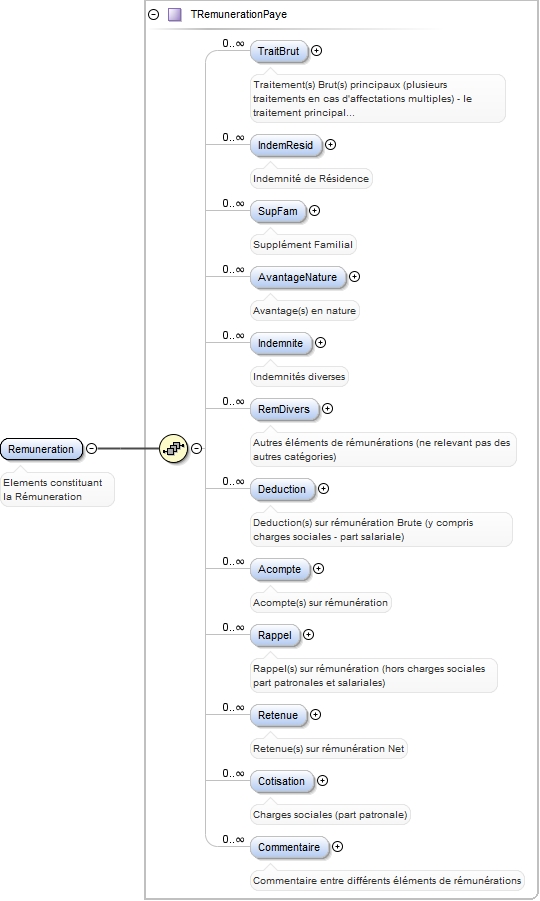 TRemunerationPaye
0..∞
TraitBrut
Traitement(s) Brut(s) principaux (plusieurs
traitements en cas d'affectations multiples) - le
traitement principal...
0..∞
IndemResid
Indemnité de Résidence
0..∞
SupFam
Supplément Familial
0..∞
AvantageNature
Avantage(s) en nature
0..∞
Indemnite
Indemnités diverses
0..∞
RemDivers
Autres éléments de rémunérations (ne relevant pas des
autres catégories)
Remuneration
Elements constituant
la Rémunération
0..∞
Deduction
Deduction(s) sur rémunération Brute (y compris
charges sociales - part salariale)
0..∞
Acompte
Acompte(s) sur rémunération
0..∞
Rappel
Rappel(s) sur rémunération (hors charges sociales
part patronales et salariales)
0..∞
Retenue
Retenue(s) sur rémunération Net
0..∞
Cotisation
Charges sociales (part patronale)
0..∞
Commentaire
Commentaire entre différents éléments de rémunérations